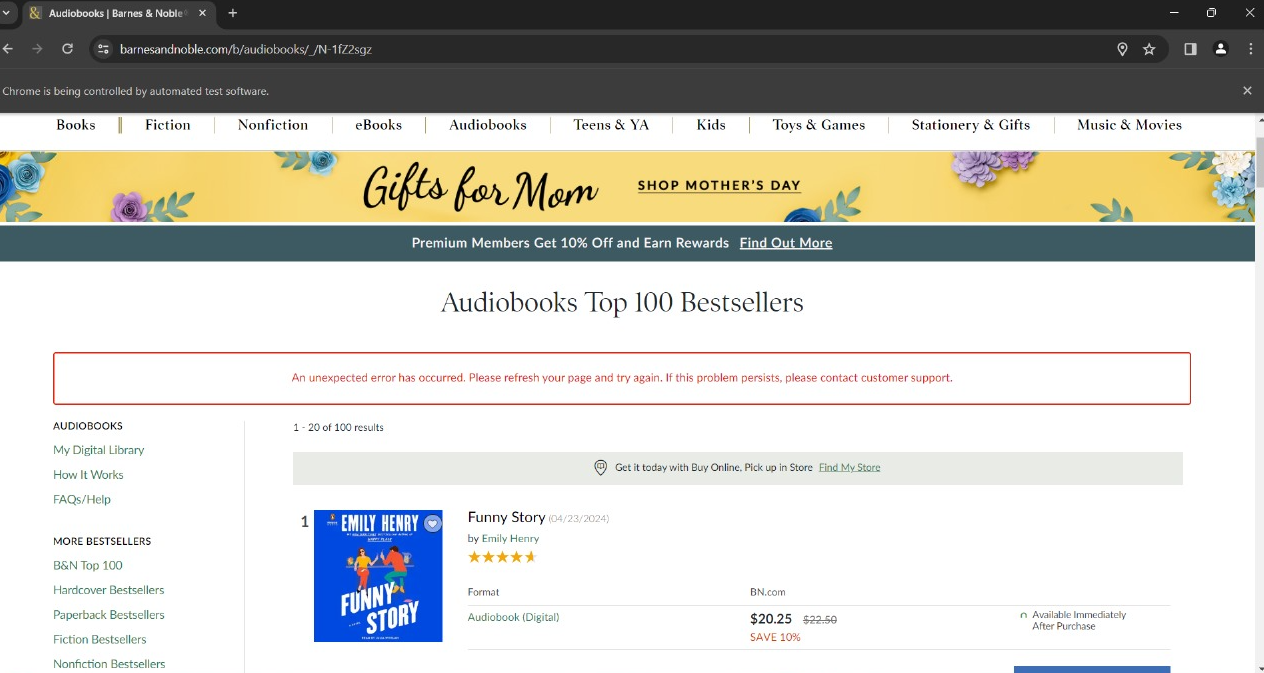 Audiobooks | Barnes & Noble®
barnesandnoble.com/b/audiobooks/_/N-1fZ2sgz
Chrome is being controlled by automated test software.
Books Fiction Nonfiction eBooks Audiobooks Teens & YA Kids Toys & Games Stationery & Gifts Music & Movies
Gifts for Mom SHOP MOTHER'S DAY
Premium Members Get 10% Off and Earn Rewards Find Out More
Audiobooks Top 100 Bestsellers
An unexpected error has occurred. Please refresh your page and try again. If this problem persists, please contact customer support.
AUDIOBOOKS
My Digital Library
How It Works
FAQs/Help
MORE BESTSELLERS
B&N Top 100
Hardcover Bestsellers
Paperback Bestsellers
Fiction Bestsellers
Nonfiction Bestsellers
1 - 20 of 100 results
Get it today with Buy Online, Pick up in Store Find My Store
1
EMILY HENRY
FUNNY
STORY
Funny Story (04/23/2024)
by Emily Henry
Format BN.com
Audiobook (Digital) $20.25 $22.50
SAVE 10%
Available Immediately
After Purchase